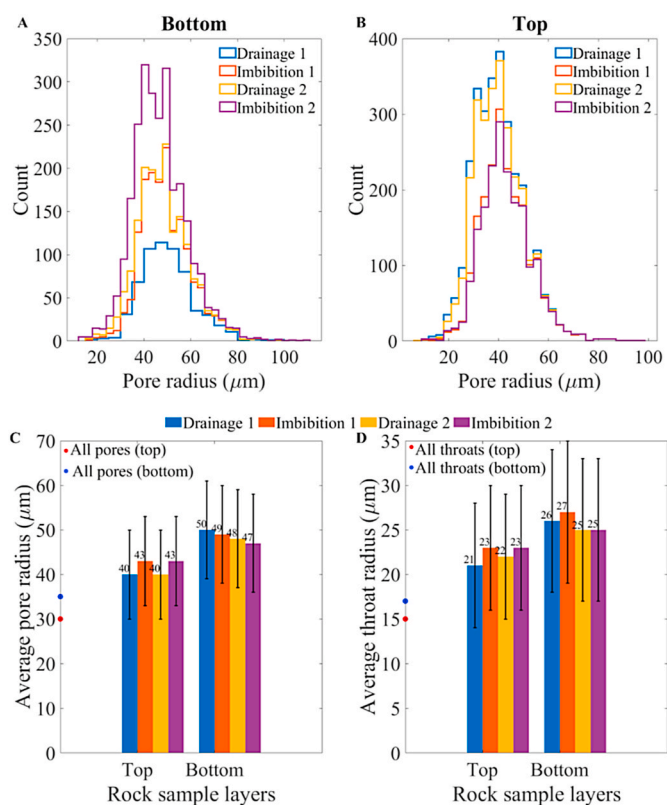 A Bottom
350
300
250
200
150
100
50
0
Count
Drainage 1
Imbibition 1
Drainage 2
Imbibition 2
20 40 60 80 100
Pore radius (μm)
B Top
400
300
200
100
0
Count
Drainage 1
Imbibition 1
Drainage 2
Imbibition 2
20 40 60 80 100
Pore radius (μm)
Drainage 1 Imbibition 1 Drainage 2 Imbibition 2
C
70
60
50
40
30
20
10
0
Average pore radius (μm)
All pores (top)
All pores (bottom)
40 43 40 43 50 49 48 47
Top Bottom
Rock sample layers
D
35
30
25
20
15
10
5
0
Average throat radius (μm)
All throats (top)
All throats (bottom)
21 23 22 23 26 27 25 25
Top Bottom
Rock sample layers